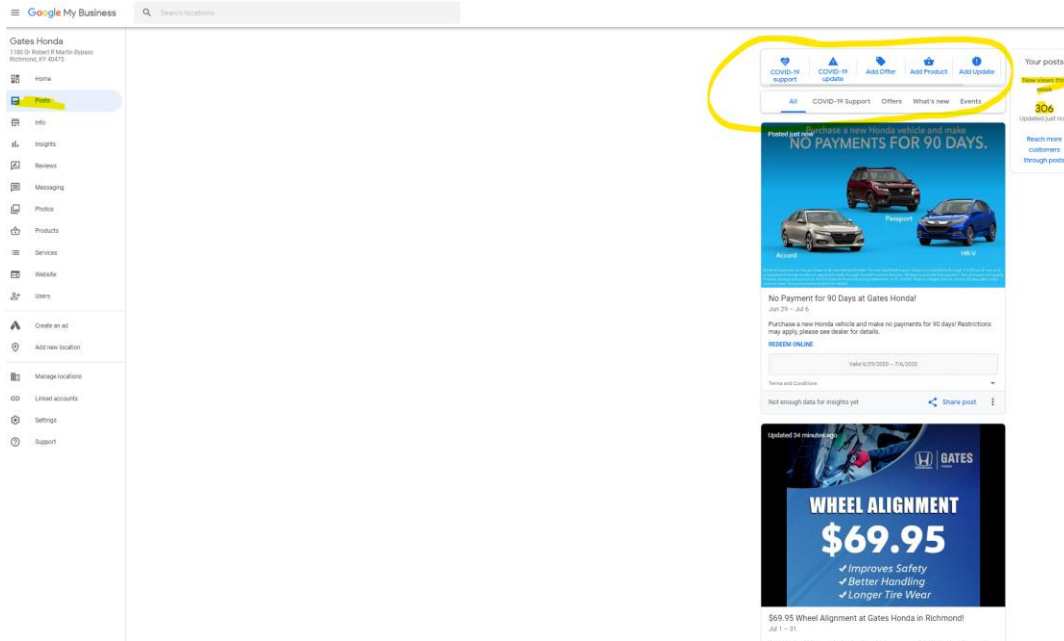 Google My Business
Search locations
Gates Honda
1180 Dr Robert R Martin Bypass
Richmond, KY 40475
Home
Posts
Info
Insights
Reviews
Messaging
Photos
Products
Services
Website
Users
Create an ad
Add new location
Manage locations
Linked accounts
Settings
Support
COVID-19 support
COVID-19 update
Add Offer
Add Product
Add Update
All
COVID-19 Support
Offers
What's new
Events
Posted just now
Purchase a new Honda vehicle and make
NO PAYMENTS FOR 90 DAYS.
Passport
Accord
HR-V
No Payment for 90 Days at Gates Honda!
Jun 29 – Jul 6
Purchase a new Honda vehicle and make no payments for 90 days! Restrictions
may apply, please see dealer for details.
REDEEM ONLINE
Valid 6/29/2020 – 7/6/2020
Terms and Conditions
Not enough data for insights yet
Share post
Updated 34 minutes ago
GATES
WHEEL ALIGNMENT
$69.95
✓Improves Safety
✓Better Handling
✓Longer Tire Wear
$69.95 Wheel Alignment at Gates Honda in Richmond!
Jul 1 – 31
Your posts
New views
week
306
Updated just
Reach more
customers
through posts